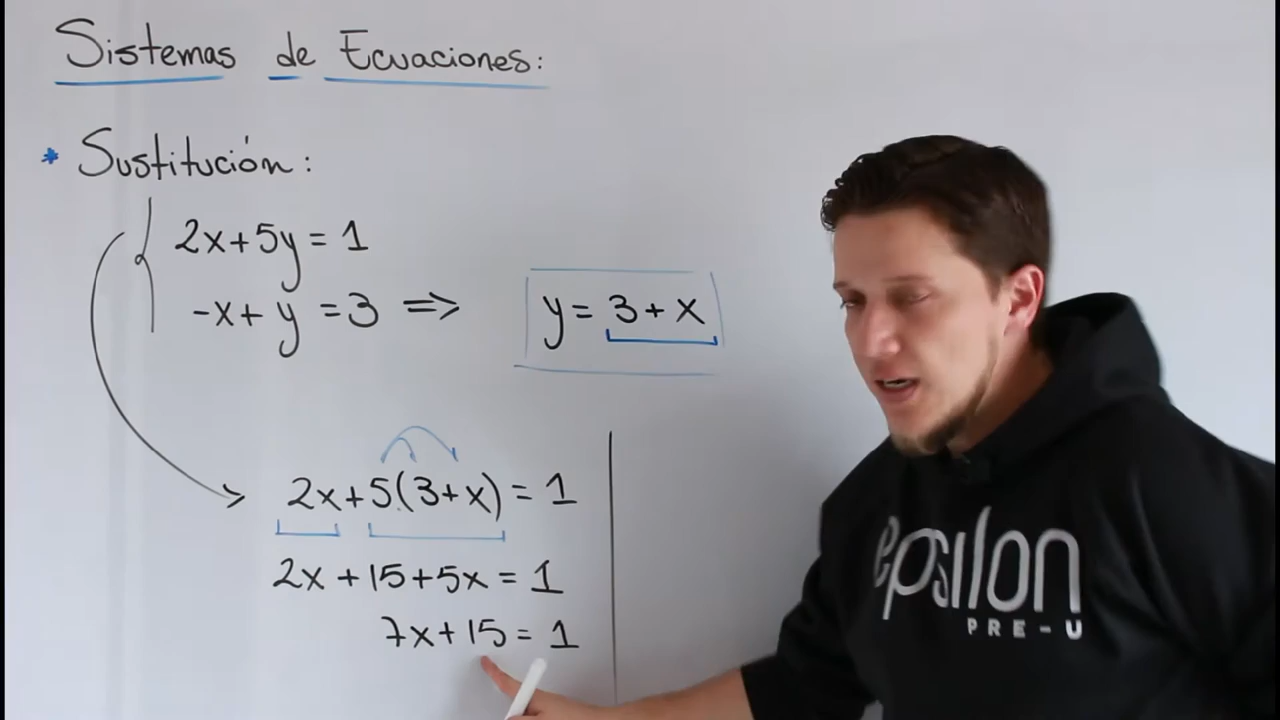 Sistemas de Ecuaciones:
* Sustitución:
2x+5y=1
-x+y=3 => y=3+x
2x+5(3+x)=1
2x+15+5x=1
7x+15=1
epsilon
PRE-U